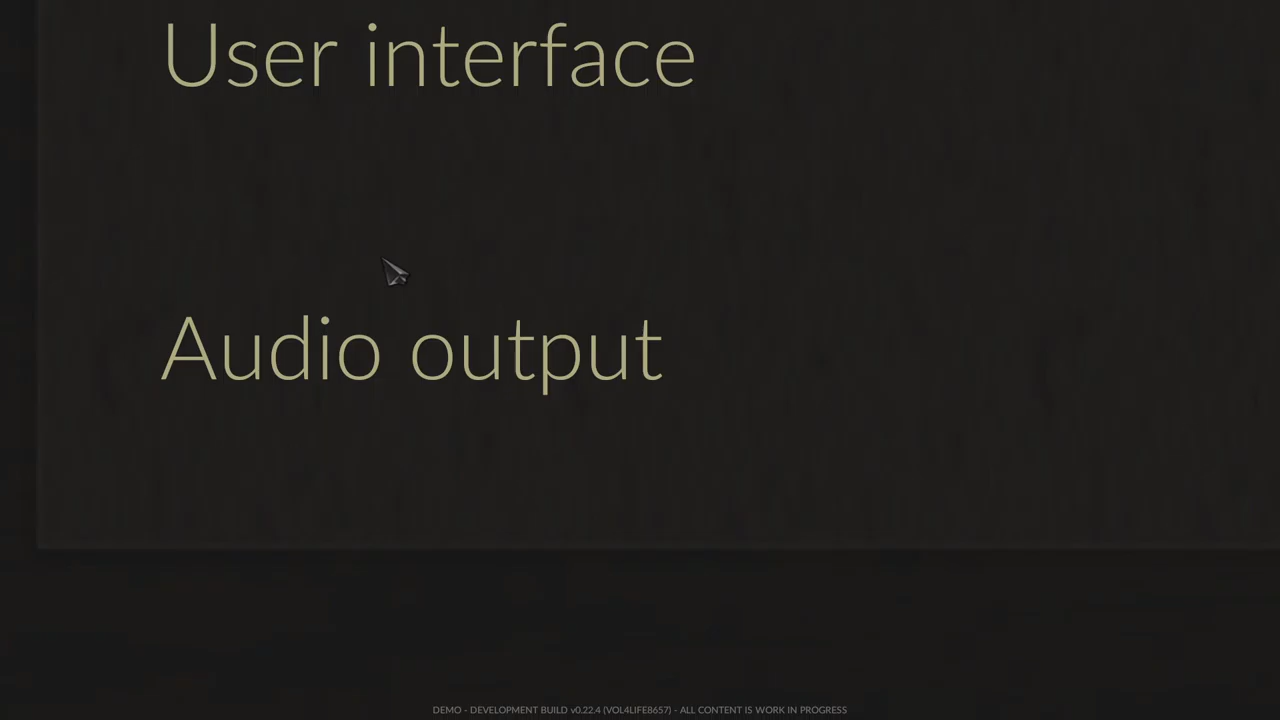 User interface
Audio output
DEMO - DEVELOPMENT BUILD v0.22.4 (VOL4LIFE8657) - ALL CONTENT IS WORK IN PROGRESS